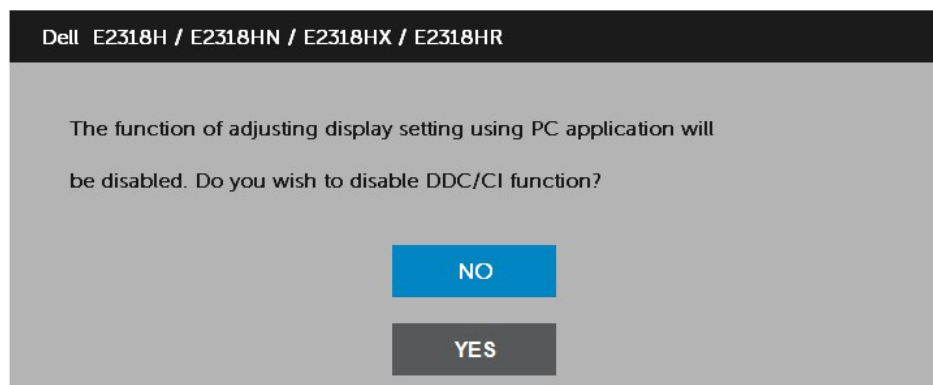 Dell E2318H / E2318HN / E2318HX / E2318HR
The function of adjusting display setting using PC application will
be disabled. Do you wish to disable DDC/CI function?
NO
YES